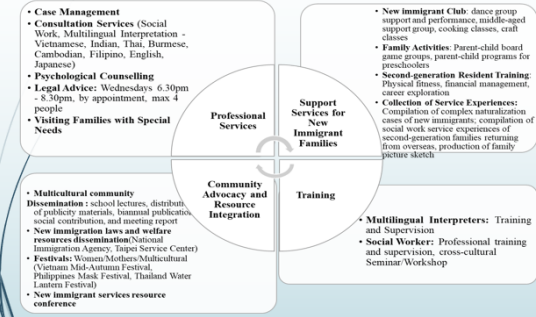 • Case Management
• Consultation Services (Social
Work, Multilingual Interpretation -
Vietnamese, Indian, Thai, Burmese,
Cambodian, Filipino, English,
Japanese)
• Psychological Counselling
• Legal Advice: Wednesdays 6.30pm
- 8.30pm, by appointment, max 4
people
• Visiting Families with Special
Needs
• New immigrant Club: dance group
support and performance, middle-aged
support group, cooking classes, craft
classes
• Family Activities: Parent-child board
game groups, parent-child programs for
preschoolers
• Second-generation Resident Training:
Physical fitness, financial management,
career exploration
• Collection of Service Experiences:
Compilation of complex naturalization
cases of new immigrants; compilation of
social work service experiences of
second-generation families returning
from overseas, production of family
picture sketch
Professional
Services
Support
Services for
New
Immigrant
Families
Community
Advocacy and
Resource
Integration
Training
• Multicultural community
Dissemination : school lectures, distribut
of publicity materials, biannual publicatio
social contribution, and meeting report
• New immigration laws and welfare
resources dissemination(National
Immigration Agency, Taipei Service Center)
• Festivals: Women/Mothers/Multicultural
(Vietnam Mid-Autumn Festival,
Philippines Mask Festival, Thailand Water
Lantern Festival)
• New immigrant services resource
conference
• Multilingual Interpreters: Training
and Supervision
• Social Worker: Professional training
and supervision, cross-cultural
Seminar/Workshop